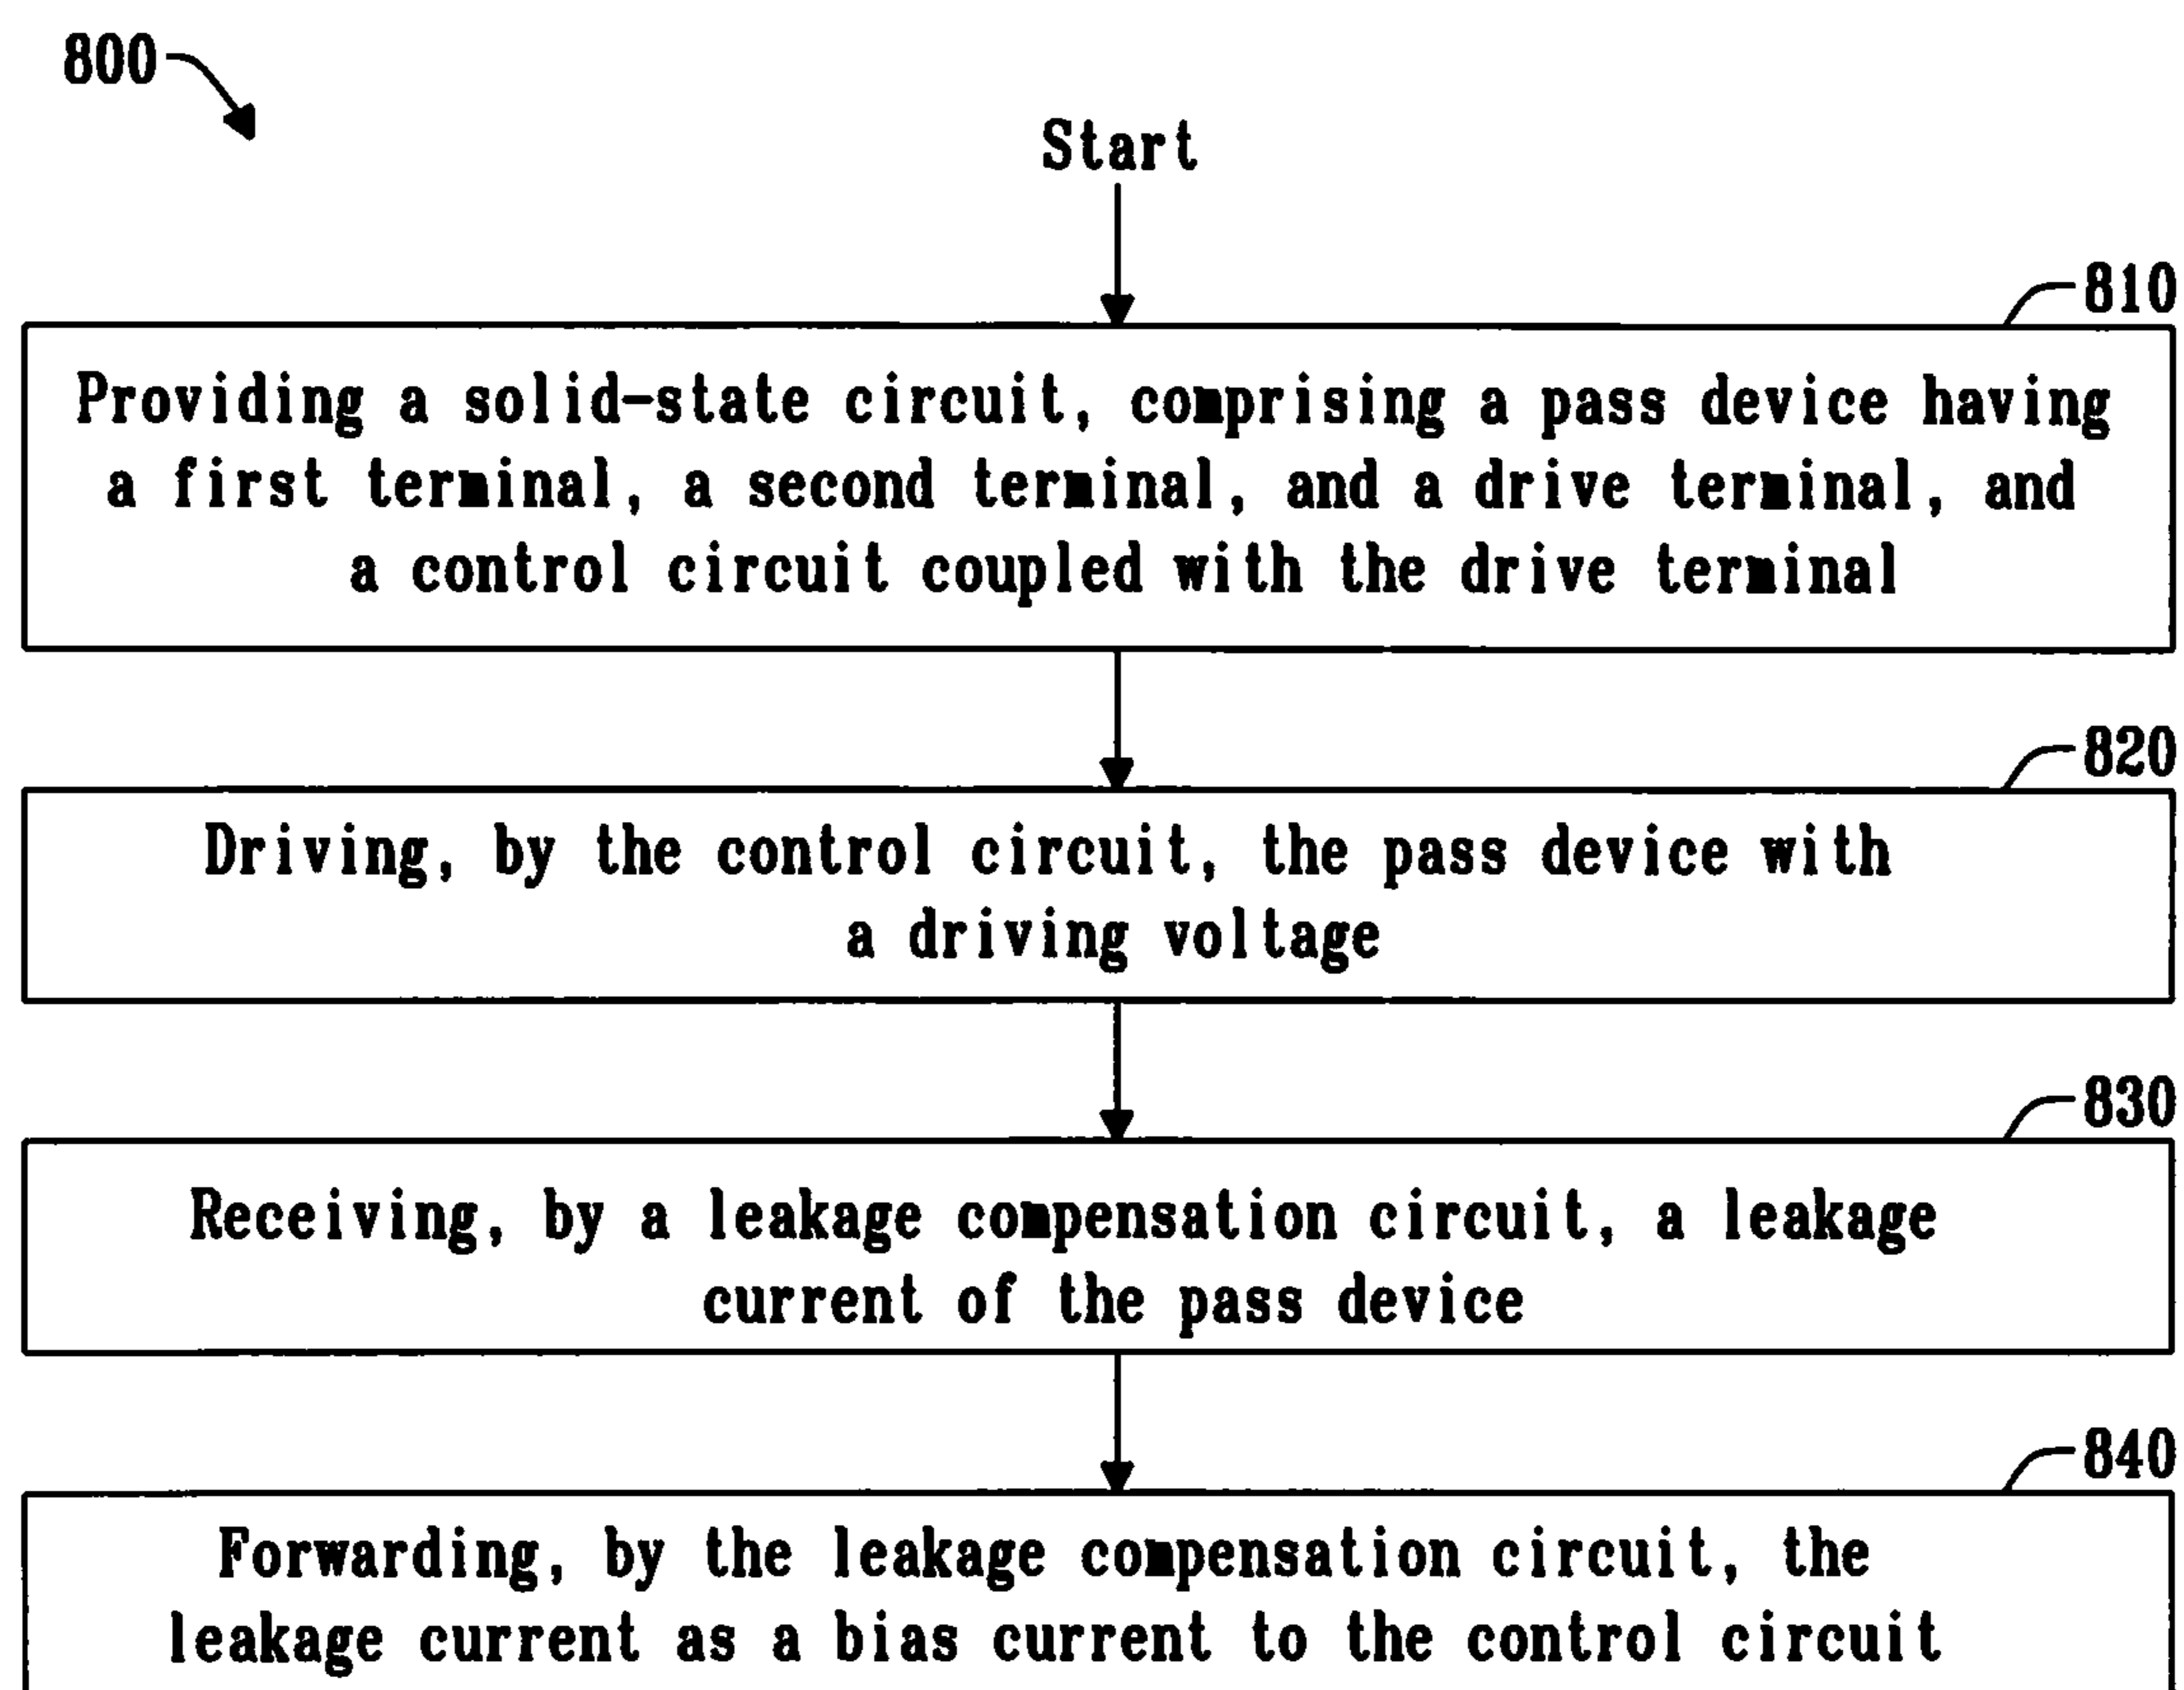 800
Start
810
Providing a solid-state circuit, comprising a pass device having
a first terminal, a second terminal, and a drive terminal, and
a control circuit coupled with the drive terminal
820
Driving, by the control circuit, the pass device with
a driving voltage
830
Receiving, by a leakage compensation circuit, a leakage
current of the pass device
840
Forwarding, by the leakage compensation circuit, the
leakage current as a bias current to the control circuit